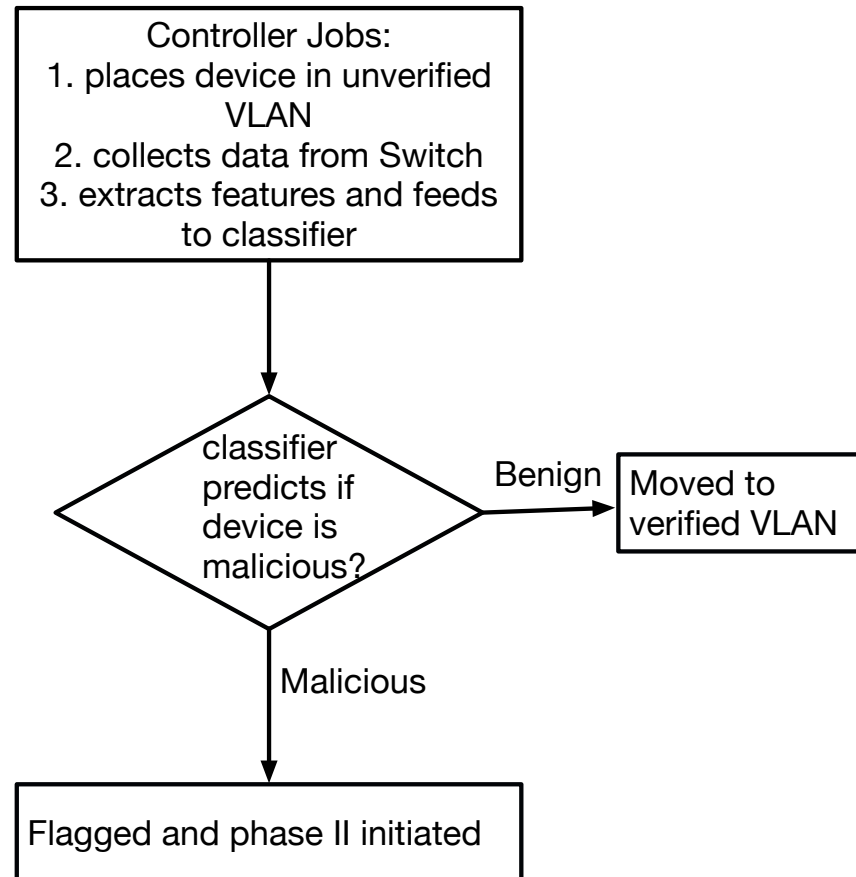 Controller Jobs:
1. places device in unverified
VLAN
2. collects data from Switch
3. extracts features and feeds
to classifier
classifier
predicts if
device is
malicious?
Benign
Moved to
verified VLAN
Malicious
Flagged and phase II initiated